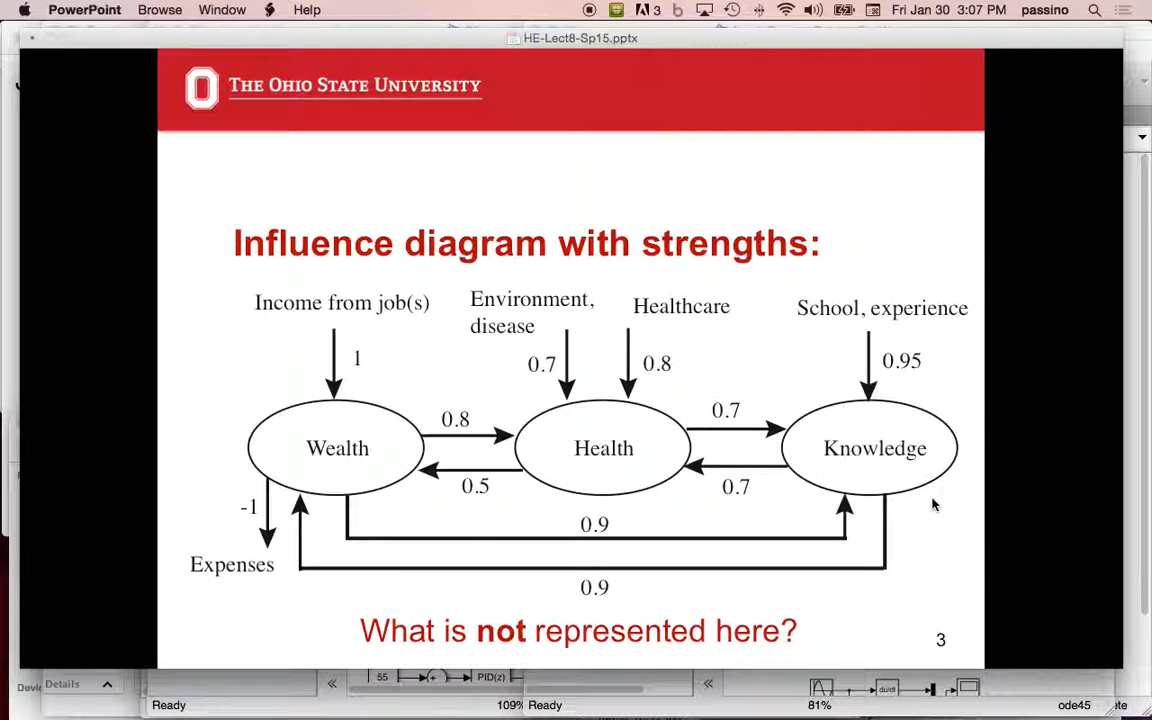 PowerPoint Browse Window Help 3 Fri Jan 30 3:07 PM passino
HE-Lect8-Sp15.pptx
O THE OHIO STATE UNIVERSITY
Influence diagram with strengths:
Income from job(s)
Environment,
disease
Healthcare
School, experience
1
0.7
0.8
0.95
0.8
0.7
Wealth
Health
Knowledge
0.5
0.7
-1
0.9
Expenses
0.9
What is not represented here?
3
Details
55
PID(z)
du/dt
Ready
109%
Ready
81%
ode45